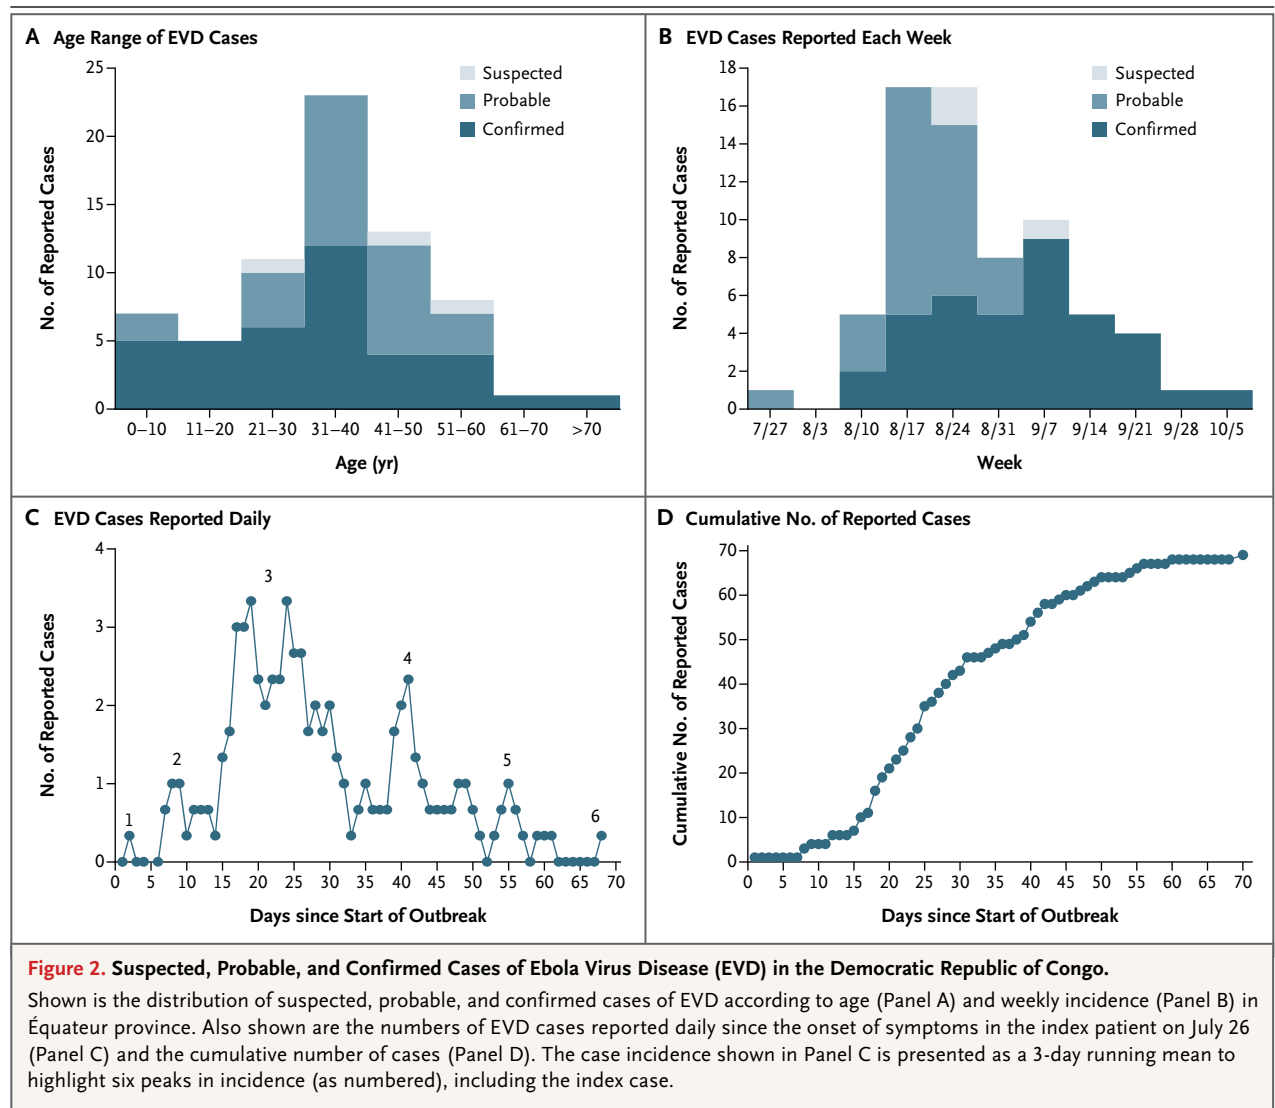 A Age Range of EVD Cases
25
20
15
10
5
0
No. of Reported Cases
Suspected
Probable
Confirmed
0–10 11–20 21–30 31–40 41–50 51–60 61–70 >70
Age (yr)
B EVD Cases Reported Each Week
18
16
14
12
10
8
6
4
2
0
No. of Reported Cases
Suspected
Probable
Confirmed
7/27 8/3 8/10 8/17 8/24 8/31 9/7 9/14 9/21 9/28 10/5
Week
C EVD Cases Reported Daily
4
3
2
1
0
No. of Reported Cases
1
2
3
4
5
6
0 5 10 15 20 25 30 35 40 45 50 55 60 65 70
Days since Start of Outbreak
D Cumulative No. of Reported Cases
70
60
50
40
30
20
10
0
Cumulative No. of Reported Cases
0 5 10 15 20 25 30 35 40 45 50 55 60 65 70
Days since Start of Outbreak
Figure 2. Suspected, Probable, and Confirmed Cases of Ebola Virus Disease (EVD) in the Democratic Republic of Congo.
Shown is the distribution of suspected, probable, and confirmed cases of EVD according to age (Panel A) and weekly incidence (Panel B) in
Équateur province. Also shown are the numbers of EVD cases reported daily since the onset of symptoms in the index patient on July 26
(Panel C) and the cumulative number of cases (Panel D). The case incidence shown in Panel C is presented as a 3-day running mean to
highlight six peaks in incidence (as numbered), including the index case.